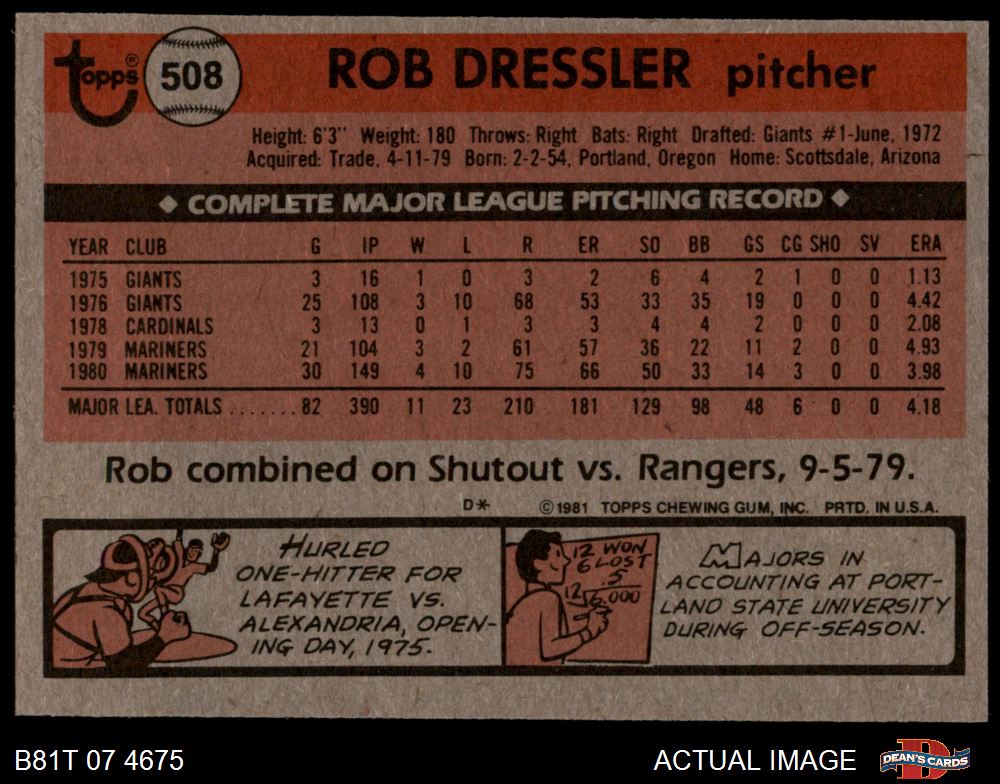 Topps® 508 ROB DRESSLER pitcher
Height: 6'3" Weight: 180 Throws: Right Bats: Right Drafted: Giants #1-June, 1972
Acquired: Trade, 4-11-79 Born: 2-2-54, Portland, Oregon Home: Scottsdale, Arizona
◆ COMPLETE MAJOR LEAGUE PITCHING RECORD ◆
YEAR CLUB G IP W L R ER SO BB GS CG SHO SV ERA
1975 GIANTS 3 16 1 0 3 2 6 4 2 1 0 0 1.13
1976 GIANTS 25 108 3 10 68 53 33 35 19 0 0 0 4.42
1978 CARDINALS 3 13 0 1 3 3 4 4 2 0 0 0 2.08
1979 MARINERS 21 104 3 2 61 57 36 22 11 2 0 0 4.93
1980 MARINERS 30 149 4 10 75 66 50 33 14 3 0 0 3.98
MAJOR LEA. TOTALS ....... 82 390 11 23 210 181 129 98 48 6 0 0 4.18
Rob combined on Shutout vs. Rangers, 9-5-79.
D* ©1981 TOPPS CHEWING GUM, INC. PRTD. IN U.S.A.
HURLED
ONE-HITTER FOR
LAFAYETTE VS.
ALEXANDRIA, OPEN-
ING DAY, 1975.
12 WON
6 LOST
.5
12 6.000
MAJORS IN
ACCOUNTING AT PORT-
LAND STATE UNIVERSITY
DURING OFF-SEASON.
B81T 07 4675 ACTUAL IMAGE DEAN'S CARDS